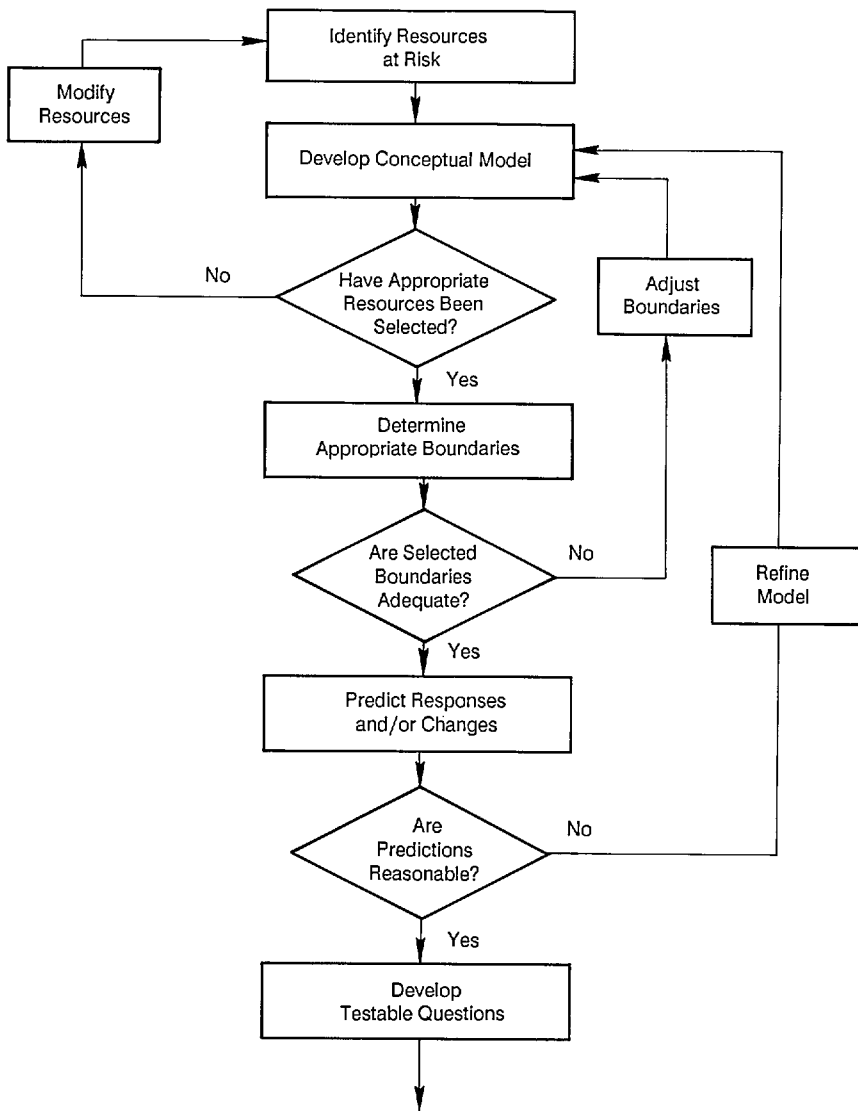 Identify Resources
at Risk
Modify
Resources
Develop Conceptual Model
No
Have Appropriate
Resources Been
Selected?
Adjust
Boundaries
Yes
Determine
Appropriate Boundaries
Are Selected
Boundaries
Adequate?
No
Refine
Model
Yes
Predict Responses
and/or Changes
Are
Predictions
Reasonable?
No
Yes
Develop
Testable Questions